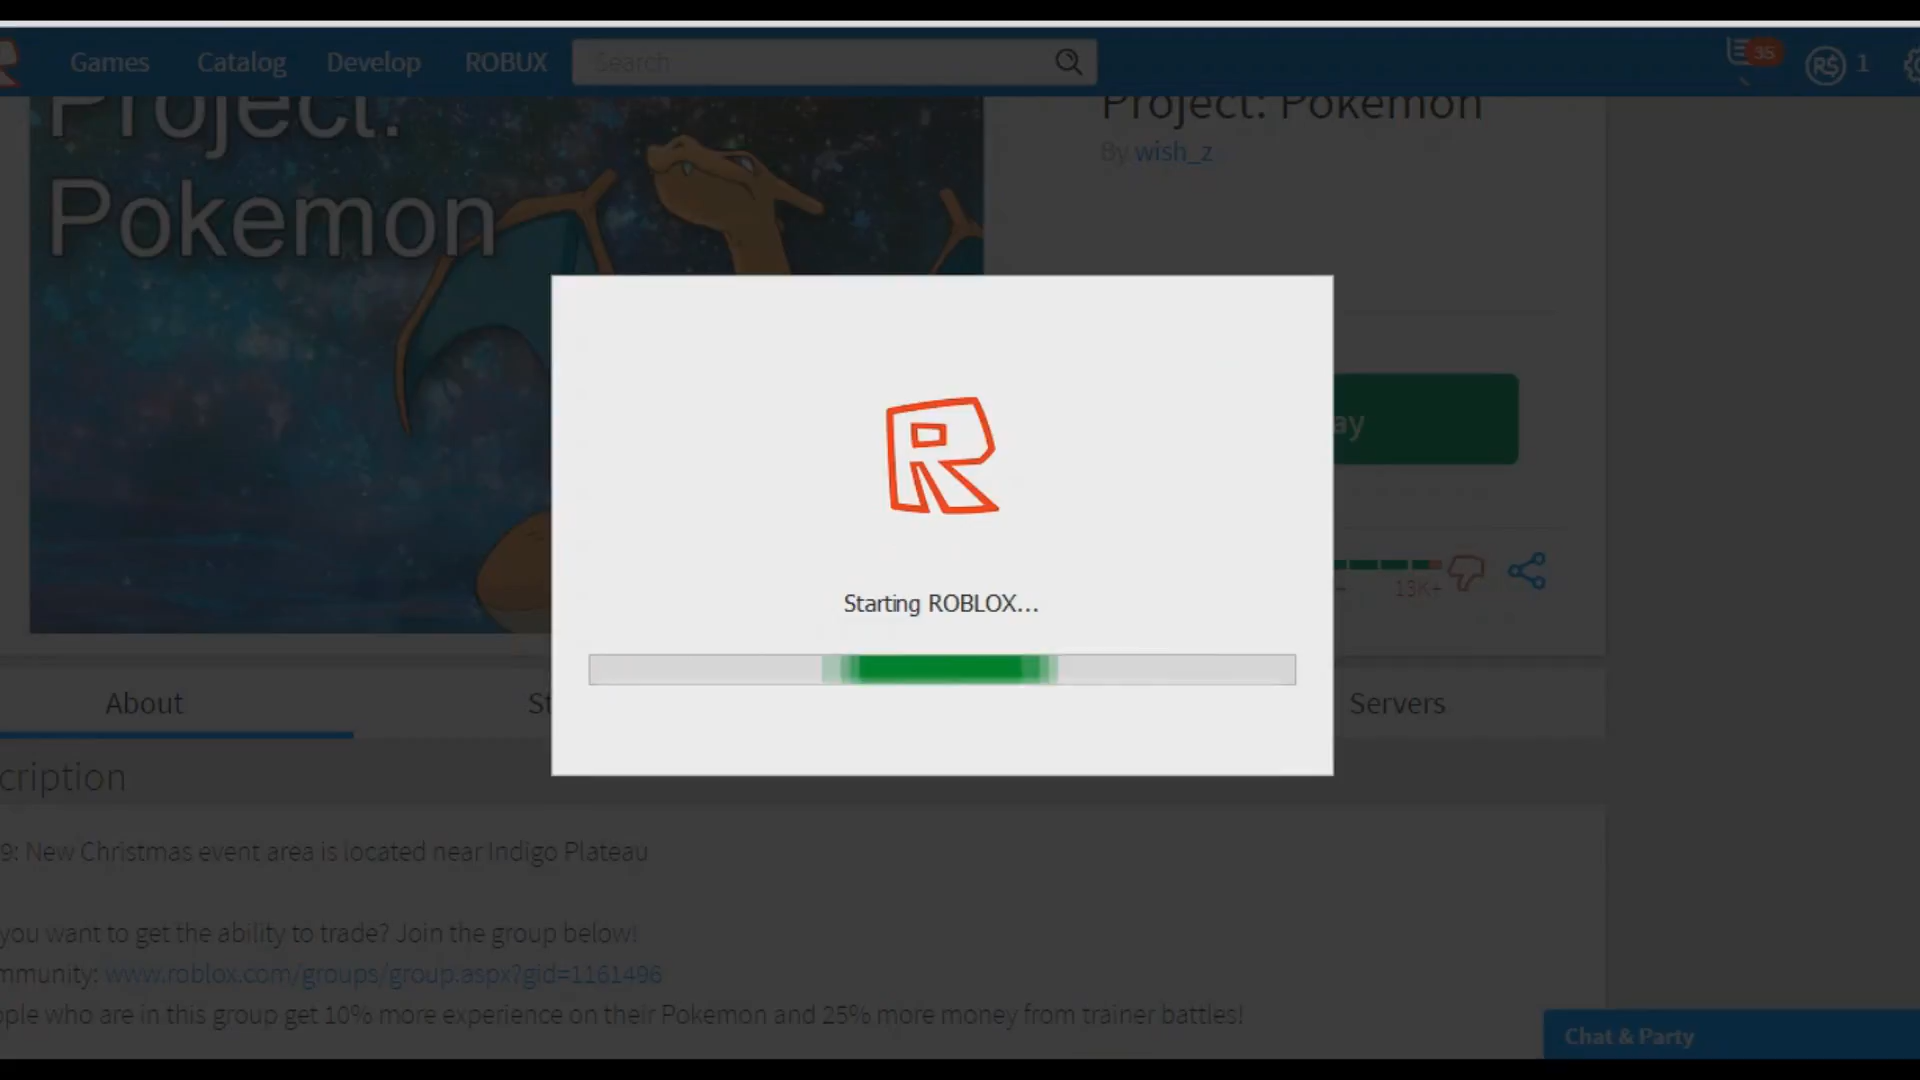 Games Catalog Develop ROBUX Search 35 R$ 1
Project:
Pokemon
Project: Pokemon
By wish_z
ay
13K+
Starting ROBLOX...
About St Servers
cription
9: New Christmas event area is located near Indigo Plateau
you want to get the ability to trade? Join the group below!
mmunity: www.roblox.com/groups/group.aspx?gid=1161496
ople who are in this group get 10% more experience on their Pokemon and 25% more money from trainer battles!
Chat & Party